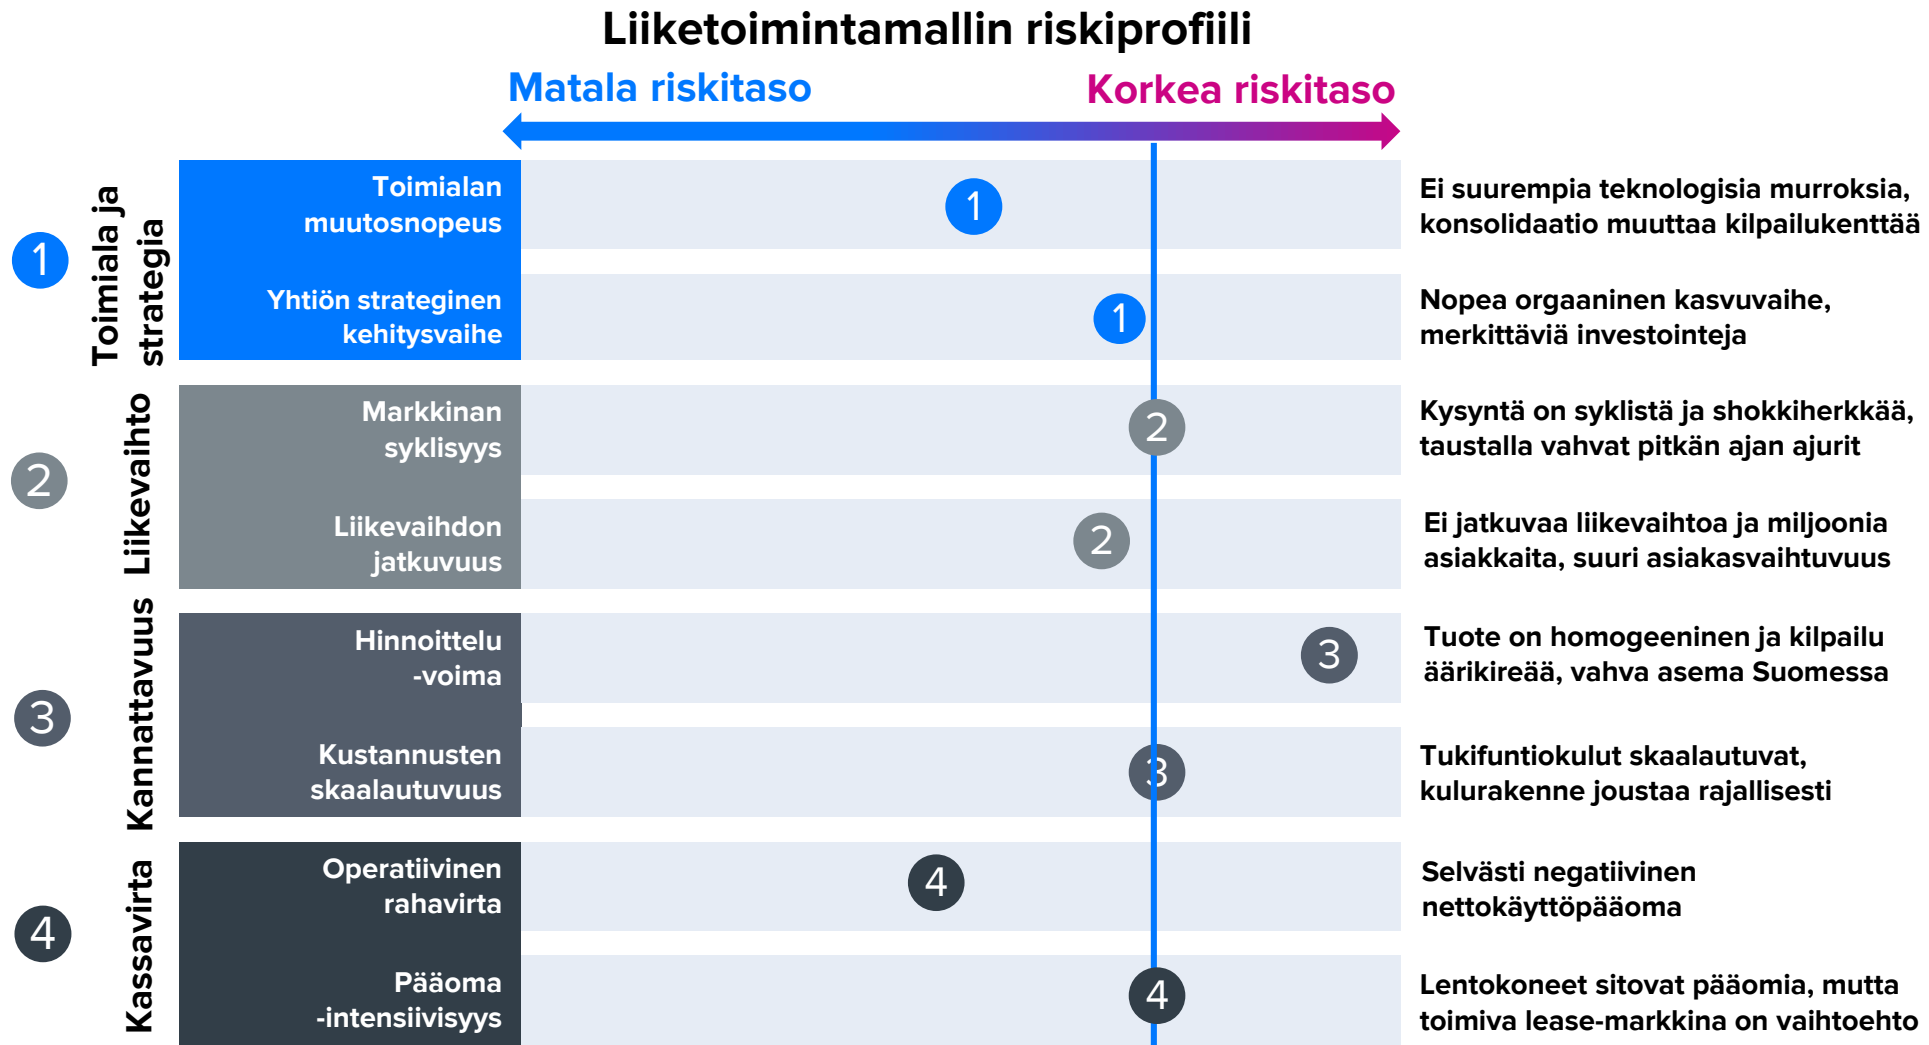 Liiketoimintamallin riskiprofiili
Matala riskitaso
Korkea riskitaso
1
Toimiala ja
strategia
Toimialan
muutosnopeus
1
Ei suurempia teknologisia murroksia,
konsolidaatio muuttaa kilpailukenttää
Yhtiön strateginen
kehitysvaihe
1
Nopea orgaaninen kasvuvaihe,
merkittäviä investointeja
2
Liikevaihto
Markkinan
syklisyys
2
Kysyntä on syklistä ja shokkiherkkää,
taustalla vahvat pitkän ajan ajurit
Liikevaihdon
jatkuvuus
2
Ei jatkuvaa liikevaihtoa ja miljoonia
asiakkaita, suuri asiakasvaihtuvuus
3
Kannattavuus
Hinnoittelu
-voima
3
Tuote on homogeeninen ja kilpailu
äärikireää, vahva asema Suomessa
Kustannusten
skaalautuvuus
3
Tukifuntiokulut skaalautuvat,
kulurakenne joustaa rajallisesti
4
Kassavirta
Operatiivinen
rahavirta
4
Selvästi negatiivinen
nettokäyttöpääoma
Pääoma
-intensiivisyys
4
Lentokoneet sitovat pääomia, mutta
toimiva lease-markkina on vaihtoehto